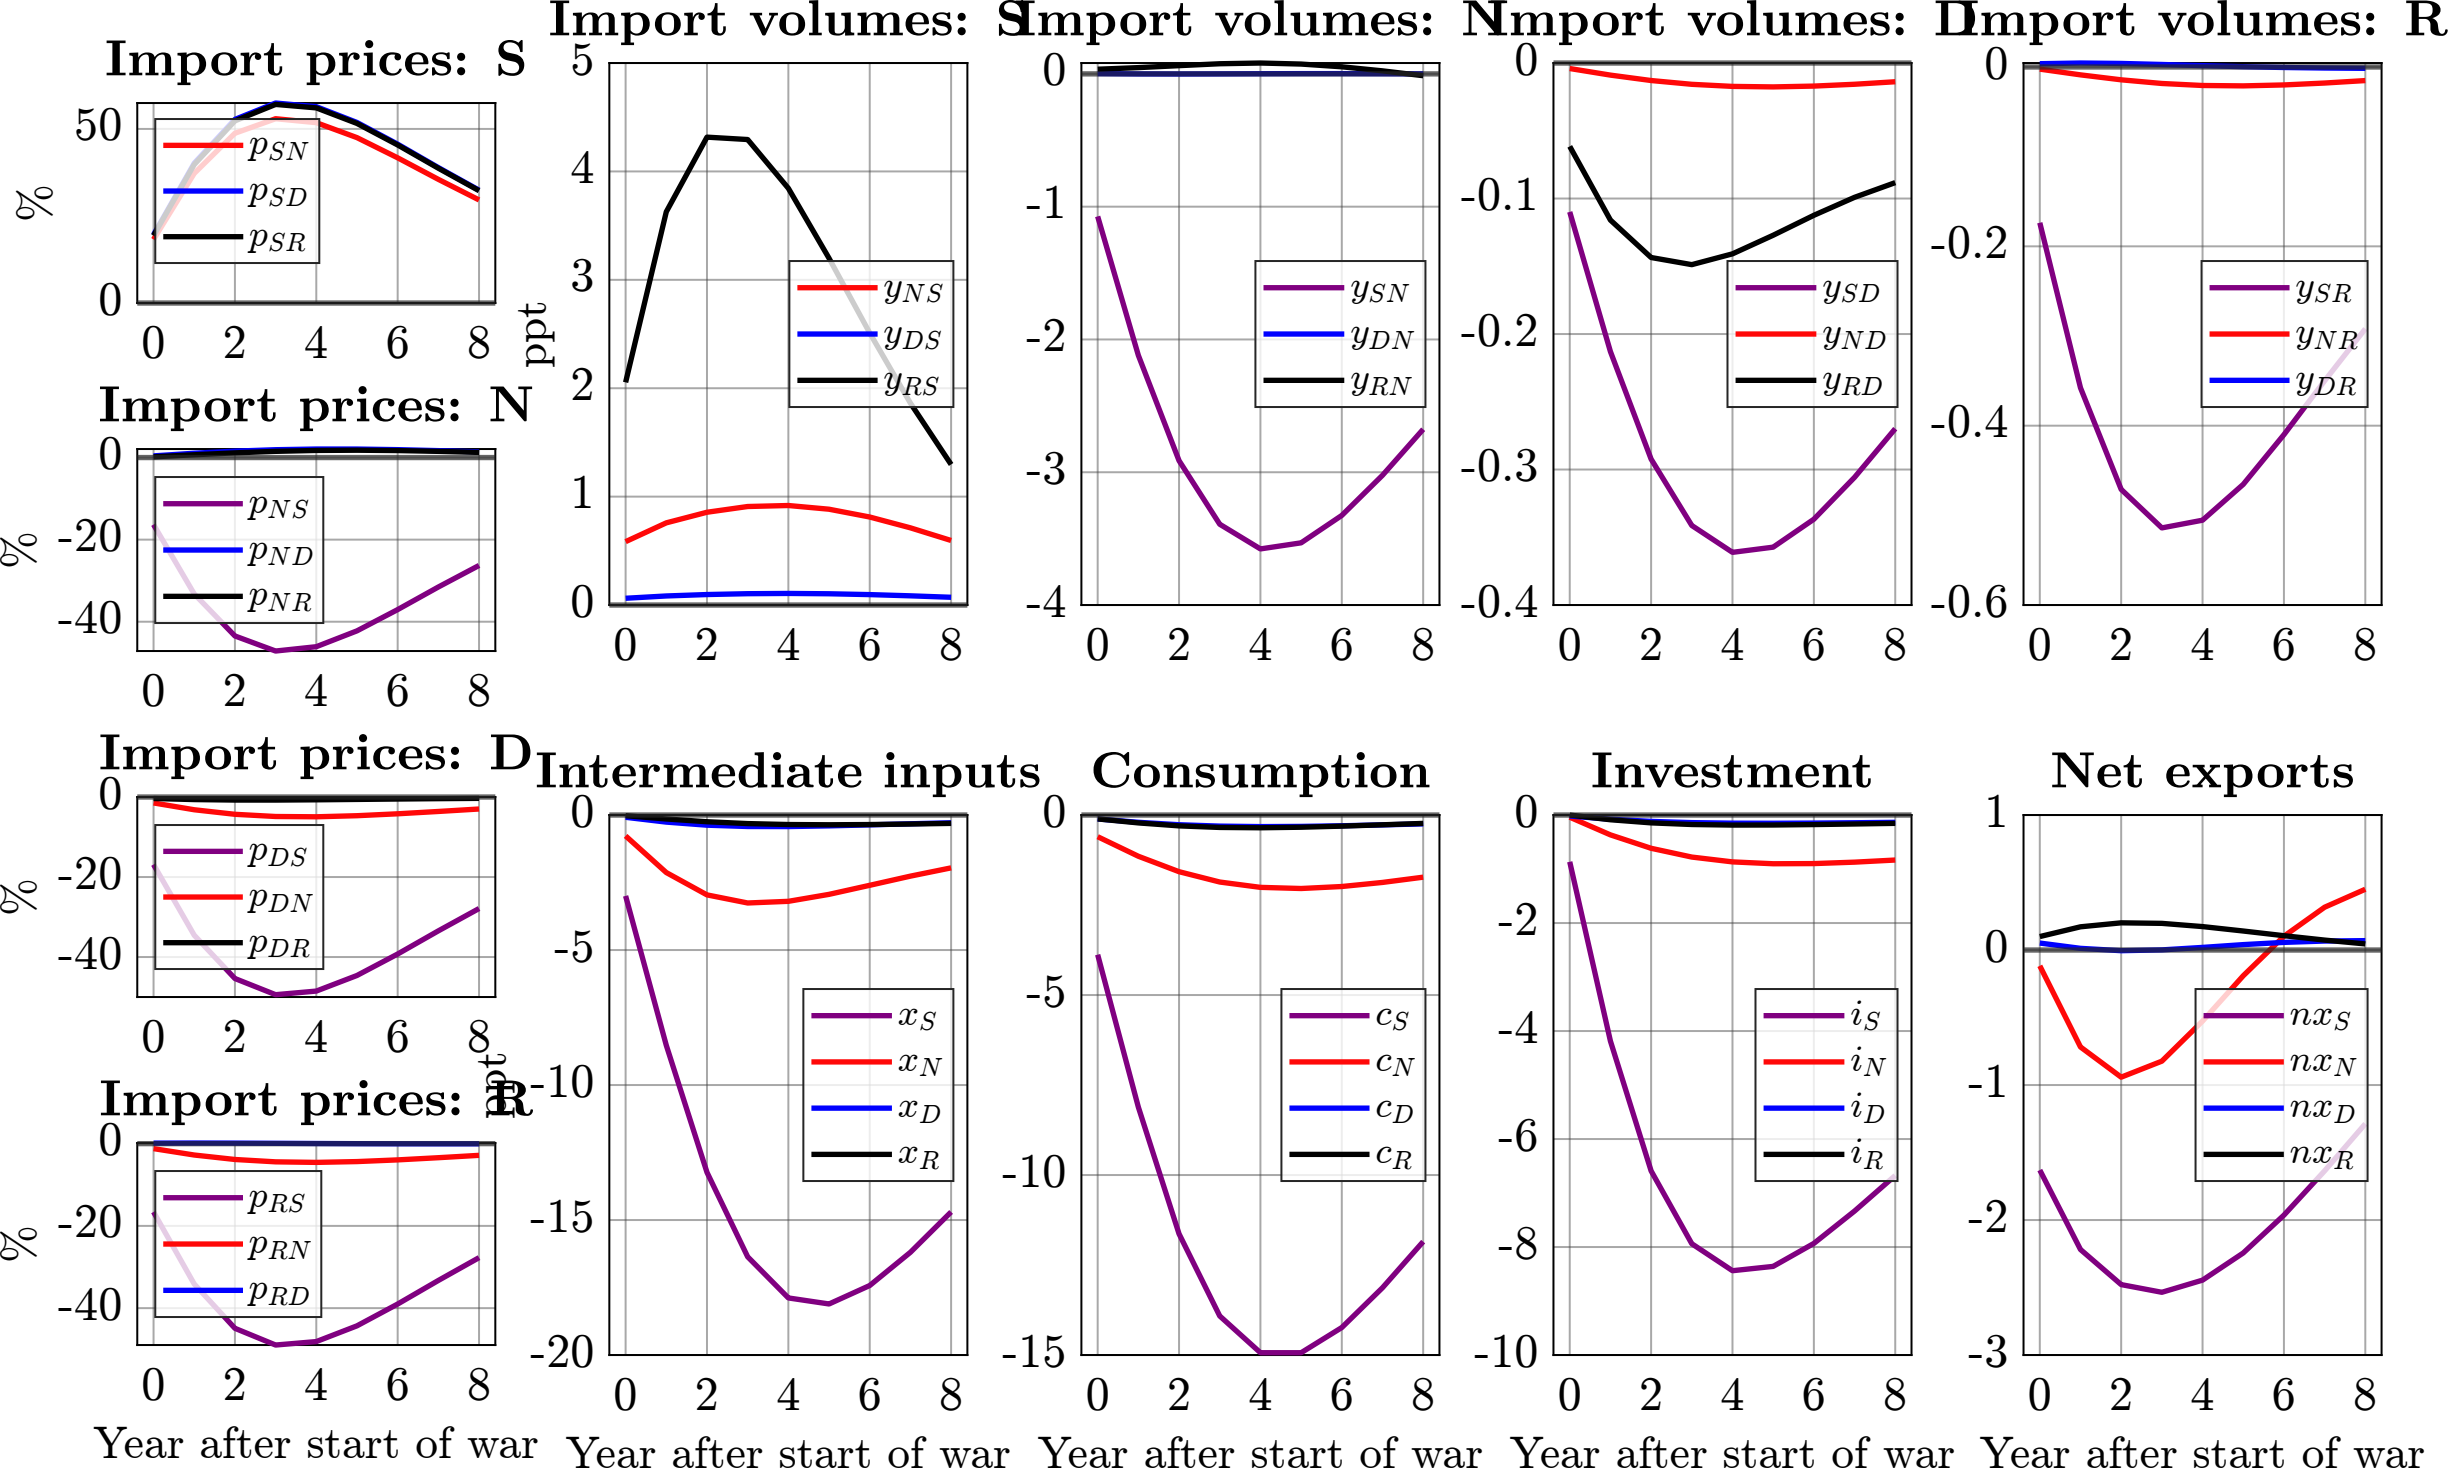 Import prices: S
%
50
0
p_SN
p_SD
p_SR
0 2 4 6 8
Import prices: N
%
0
-20
-40
p_NS
p_ND
p_NR
0 2 4 6 8
Import prices: D
%
0
-20
-40
p_DS
p_DN
p_DR
0 2 4 6 8
Import prices: R
%
0
-20
-40
p_RS
p_RN
p_RD
0 2 4 6 8
Year after start of war
Import volumes: S
ppt
5
4
3
2
1
0
y_NS
y_DS
y_RS
0 2 4 6 8
Import volumes: N
0
-1
-2
-3
-4
y_SN
y_DN
y_RN
0 2 4 6 8
Import volumes: D
0
-0.1
-0.2
-0.3
-0.4
y_SD
y_ND
y_RD
0 2 4 6 8
Import volumes: R
0
-0.2
-0.4
-0.6
y_SR
y_NR
y_DR
0 2 4 6 8
Intermediate inputs
ppt
0
-5
-10
-15
-20
x_S
x_N
x_D
x_R
0 2 4 6 8
Year after start of war
Consumption
0
-5
-10
-15
c_S
c_N
c_D
c_R
0 2 4 6 8
Year after start of war
Investment
0
-2
-4
-6
-8
-10
i_S
i_N
i_D
i_R
0 2 4 6 8
Year after start of war
Net exports
1
0
-1
-2
-3
nx_S
nx_N
nx_D
nx_R
0 2 4 6 8
Year after start of war